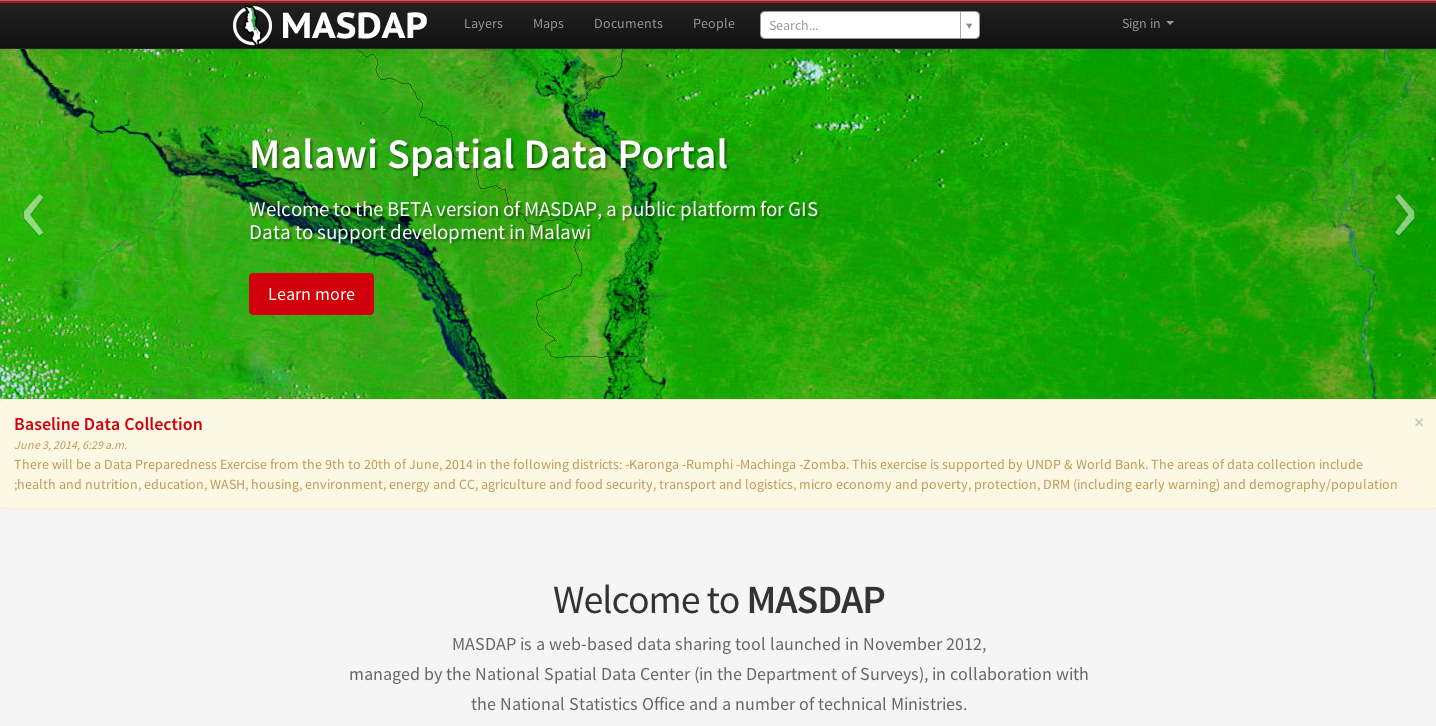 MASDAP Layers Maps Documents People Search... Sign in
Malawi Spatial Data Portal
Welcome to the BETA version of MASDAP, a public platform for GIS
Data to support development in Malawi
Learn more
Baseline Data Collection ×
June 3, 2014, 6:29 a.m.
There will be a Data Preparedness Exercise from the 9th to 20th of June, 2014 in the following districts: -Karonga -Rumphi -Machinga -Zomba. This exercise is supported by UNDP & World Bank. The areas of data collection include
;health and nutrition, education, WASH, housing, environment, energy and CC, agriculture and food security, transport and logistics, micro economy and poverty, protection, DRM (including early warning) and demography/population
Welcome to MASDAP
MASDAP is a web-based data sharing tool launched in November 2012,
managed by the National Spatial Data Center (in the Department of Surveys), in collaboration with
the National Statistics Office and a number of technical Ministries.